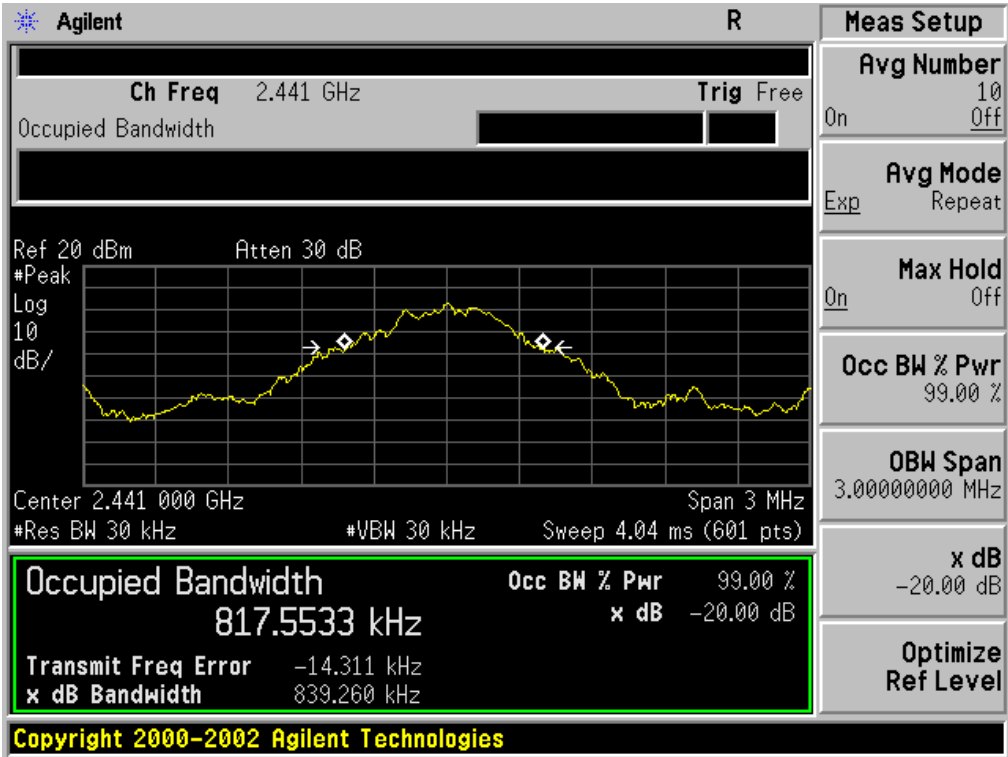 Agilent R
Ch Freq 2.441 GHz Trig Free
Occupied Bandwidth
Ref 20 dBm Atten 30 dB
#Peak
Log
10
dB/
Center 2.441 000 GHz Span 3 MHz
#Res BW 30 kHz #VBW 30 kHz Sweep 4.04 ms (601 pts)
Occupied Bandwidth
817.5533 kHz
Occ BW % Pwr 99.00 %
x dB -20.00 dB
Transmit Freq Error -14.311 kHz
x dB Bandwidth 839.260 kHz
Copyright 2000-2002 Agilent Technologies
Meas Setup
Avg Number
10
On Off
Avg Mode
Exp Repeat
Max Hold
On Off
Occ BW % Pwr
99.00 %
OBW Span
3.00000000 MHz
x dB
-20.00 dB
Optimize
Ref Level